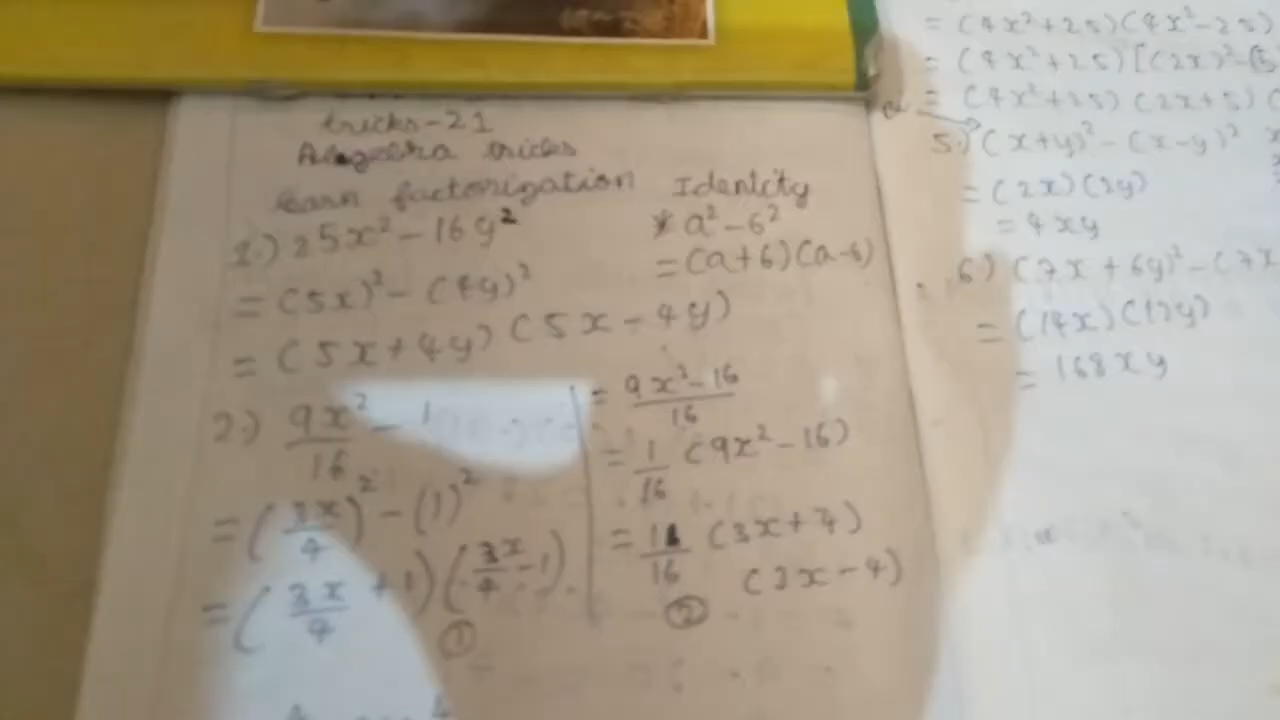 tricks-21
Algebra tricks
Learn factorization Identity
1.) 25x² - 16y²
= (5x)² - (4y)²
= (5x+4y) (5x-4y)
* a² - b²
= (a+b)(a-b)
2.) 9x²/16 - 1
= (3x/4)² - (1)²
= (3x/4 + 1)(3x/4 - 1).
①
= 9x²-16/16
= 1/16 (9x² - 16)
= 1/16 (3x+4)
(3x-4)
②
= (4x²+25)(4x²-25)
= (4x²+25)[(2x)²-(5
= (4x²+25)(2x+5)(
5.) (x+y)² - (x-y)²
= (2x)(2y)
= 4xy
6) (7x + 6y)² - (7x
= (14x)(12y)
= 168xy